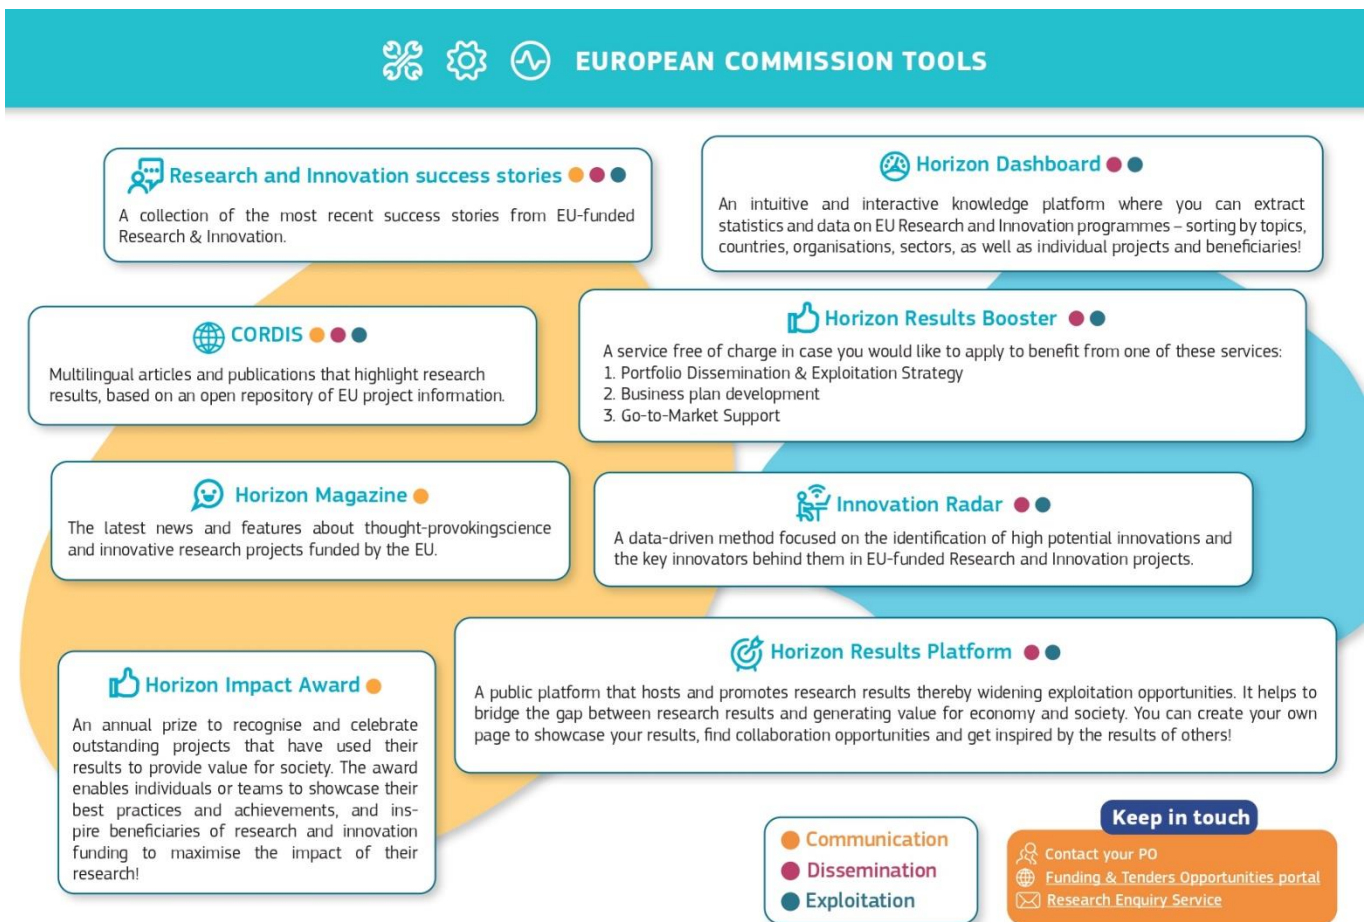 EUROPEAN COMMISSION TOOLS
Research and Innovation success stories
A collection of the most recent success stories from EU-funded
Research & Innovation.
Horizon Dashboard
An intuitive and interactive knowledge platform where you can extract
statistics and data on EU Research and Innovation programmes – sorting by topics,
countries, organisations, sectors, as well as individual projects and beneficiaries!
CORDIS
Multilingual articles and publications that highlight research
results, based on an open repository of EU project information.
Horizon Results Booster
A service free of charge in case you would like to apply to benefit from one of these services:
1. Portfolio Dissemination & Exploitation Strategy
2. Business plan development
3. Go-to-Market Support
Horizon Magazine
The latest news and features about thought-provokingscience
and innovative research projects funded by the EU.
Innovation Radar
A data-driven method focused on the identification of high potential innovations and
the key innovators behind them in EU-funded Research and Innovation projects.
Horizon Results Platform
A public platform that hosts and promotes research results thereby widening exploitation opportunities. It helps to
bridge the gap between research results and generating value for economy and society. You can create your own
page to showcase your results, find collaboration opportunities and get inspired by the results of others!
Horizon Impact Award
An annual prize to recognise and celebrate
outstanding projects that have used their
results to provide value for society. The award
enables individuals or teams to showcase their
best practices and achievements, and ins-
pire beneficiaries of research and innovation
funding to maximise the impact of their
research!
Communication
Dissemination
Exploitation
Keep in touch
Contact your PO
Funding & Tenders Opportunities portal
Research Enquiry Service